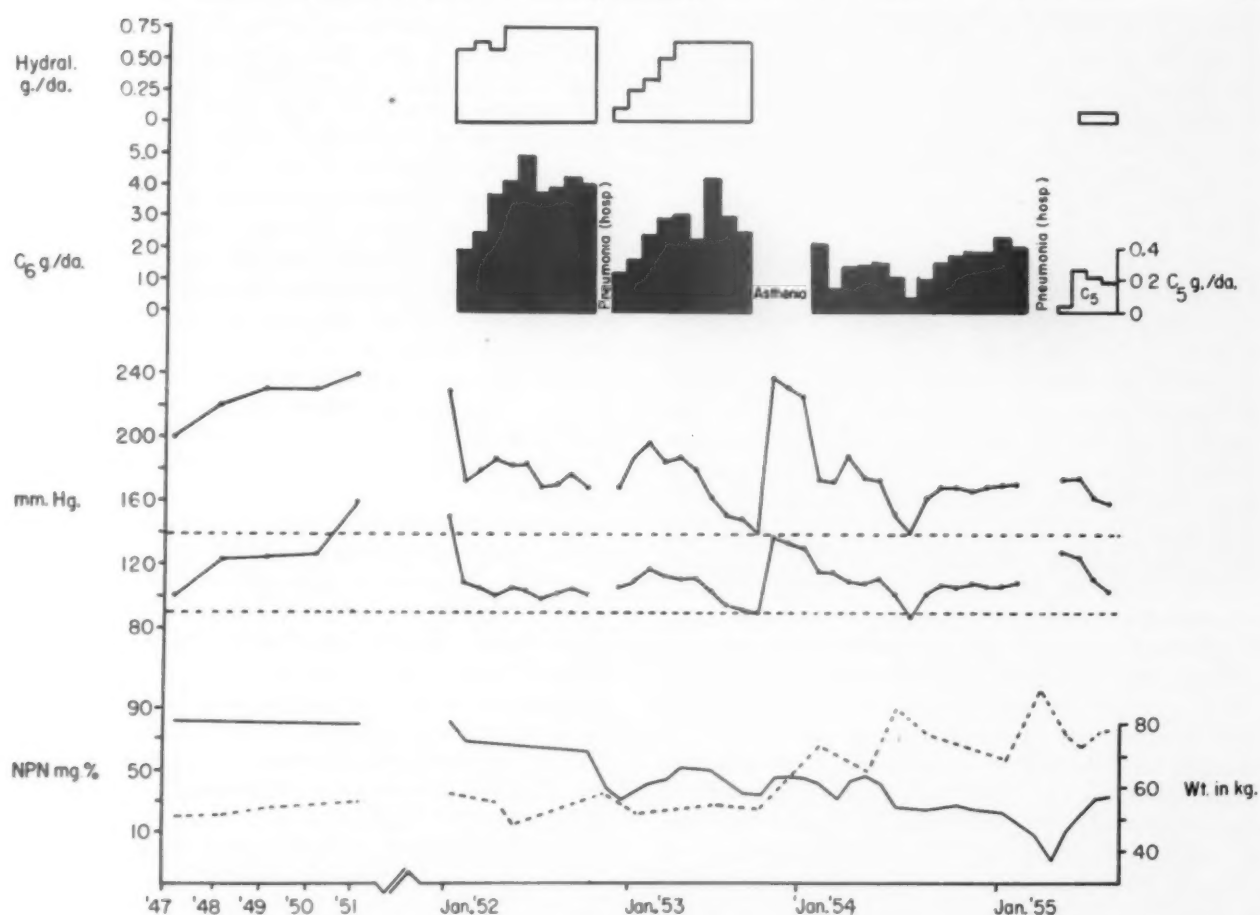 0.75
Hydral.
g./da.
0.50
0.25
0
5.0
4.0
3.0
C6 g/da.
2.0
1.0
0
Pneumonia (hosp)
Asthenia
Pneumonia (hosp)
C5
0.4
0.2
0
C5 g./da.
240
200
mm. Hg.
160
120
80
90
NPN mg.%
50
10
80
60
Wt. in kg.
40
'47 '48 '49 '50 '51 Jan.'52 Jan.'53 Jan.'54 Jan.'55